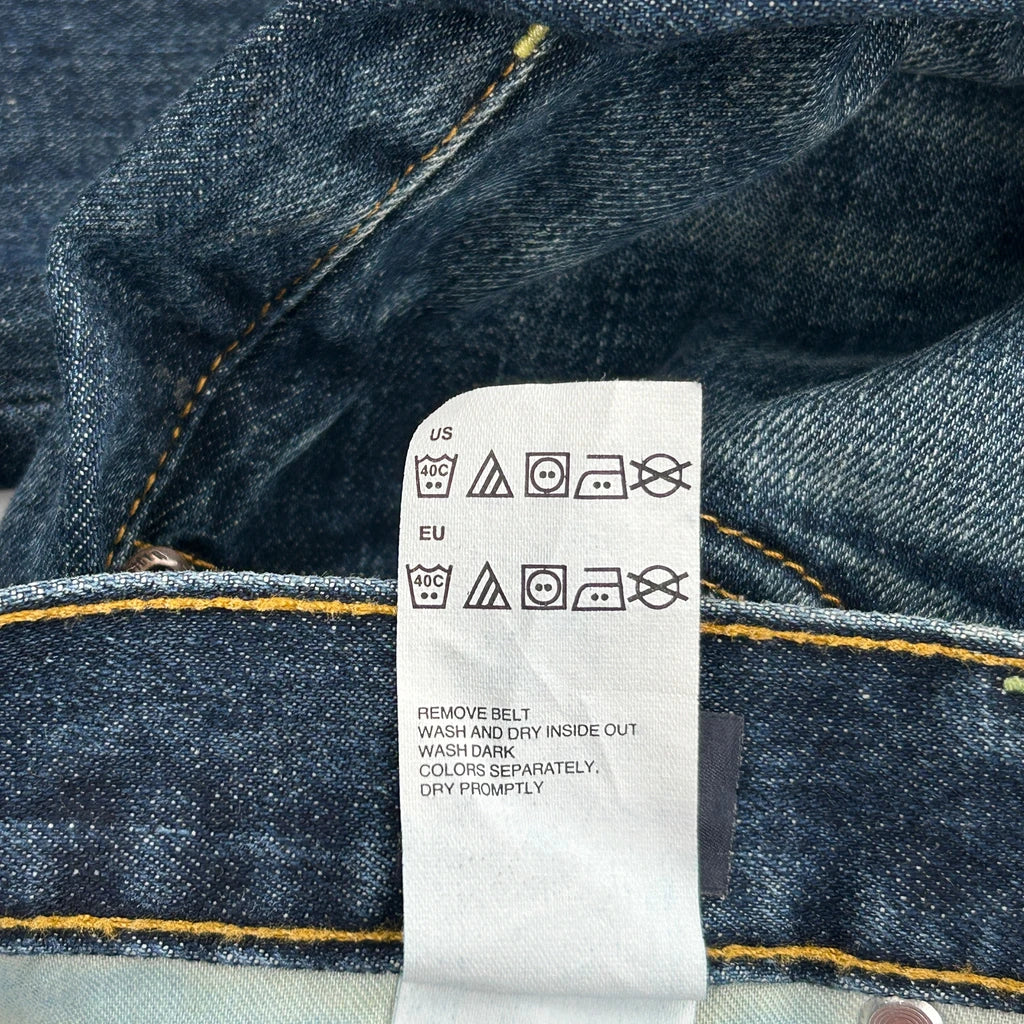 US
40C
EU
40C
REMOVE BELT
WASH AND DRY INSIDE OUT
WASH DARK
COLORS SEPARATELY.
DRY PROMPTLY